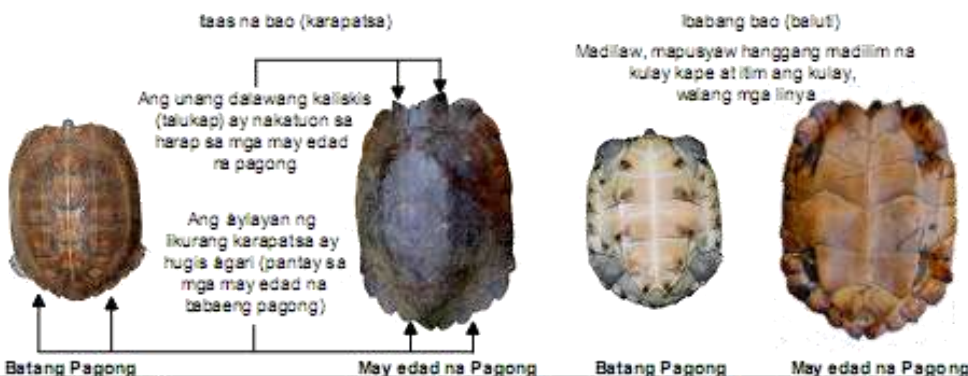 taas na bao (karapatsa)
Ang unang dalawang kaliskis
(talukap) ay nakatuon sa
harap sa mga may edad
na pagong
Ang aylayan ng
likurang karapatsa ay
hugis agari (pantay sa
mga may edad na
babaeng pagong)
Batang Pagong
May edad na Pagong
Ibabang bao (baluti)
Madilaw, mapusyaw hanggang madilim na
kulay kape at itim ang kulay,
walang mga linya
Batang Pagong
May edad na Pagong